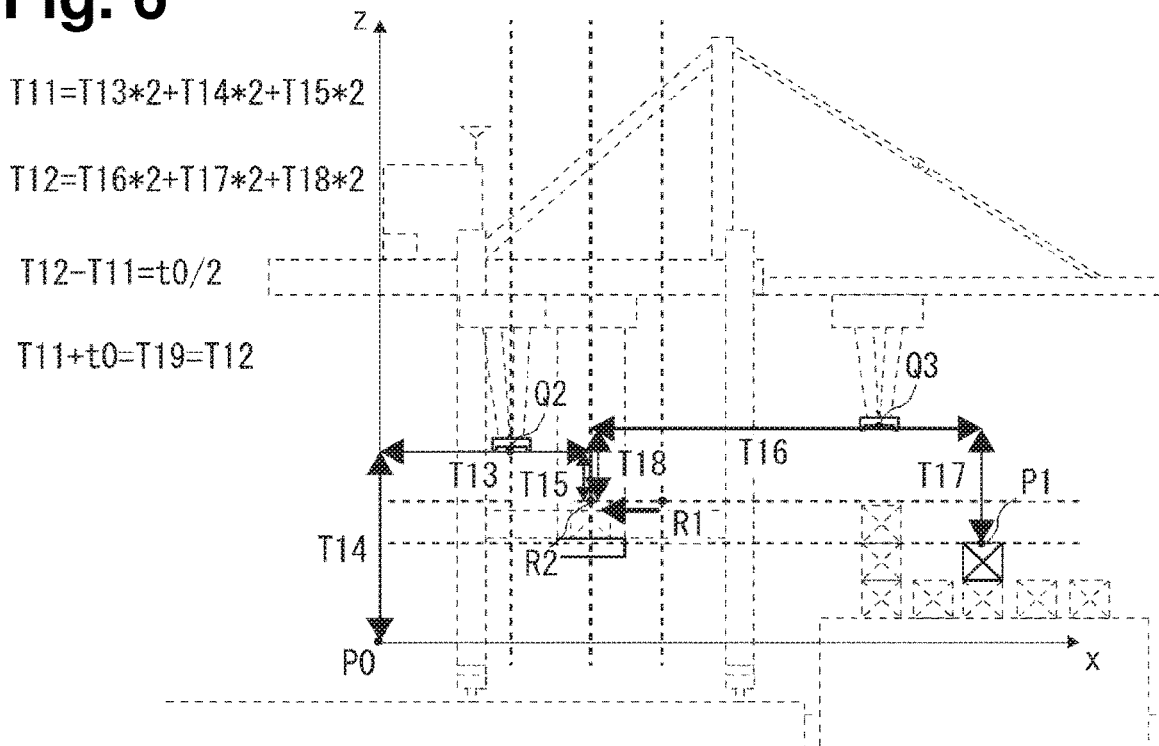 Fig. 6
z
T11=T13*2+T14*2+T15*2
T12=T16*2+T17*2+T18*2
T12-T11=t0/2
T11+t0=T19=T12
Q2
Q3
T13
T15
T18
T16
T17
P1
R1
T14
R2
P0
x